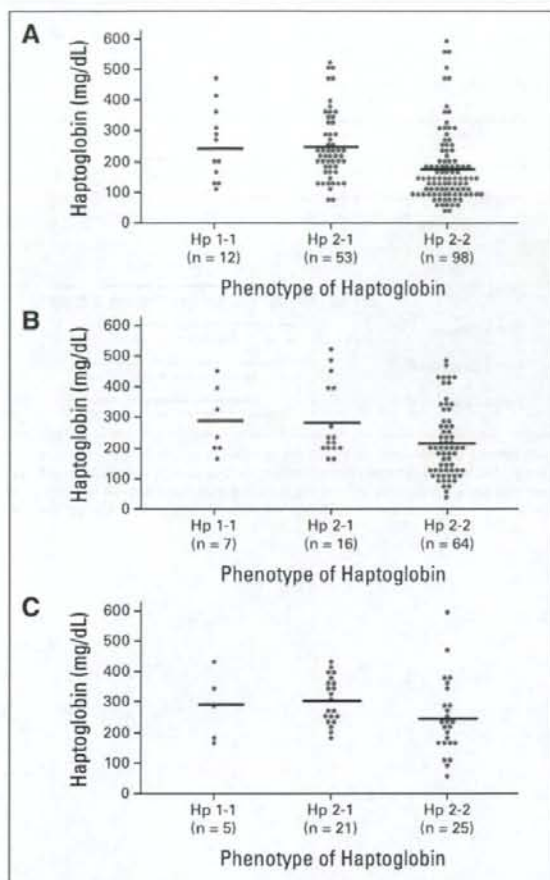 A
Haptoglobin (mg/dL)
600
500
400
300
200
100
0
Hp 1-1 Hp 2-1 Hp 2-2
(n = 12) (n = 53) (n = 98)
Phenotype of Haptoglobin
B
Haptoglobin (mg/dL)
600
500
400
300
200
100
0
Hp 1-1 Hp 2-1 Hp 2-2
(n = 7) (n = 16) (n = 64)
Phenotype of Haptoglobin
C
Haptoglobin (mg/dL)
600
500
400
300
200
100
0
Hp 1-1 Hp 2-1 Hp 2-2
(n = 5) (n = 21) (n = 25)
Phenotype of Haptoglobin